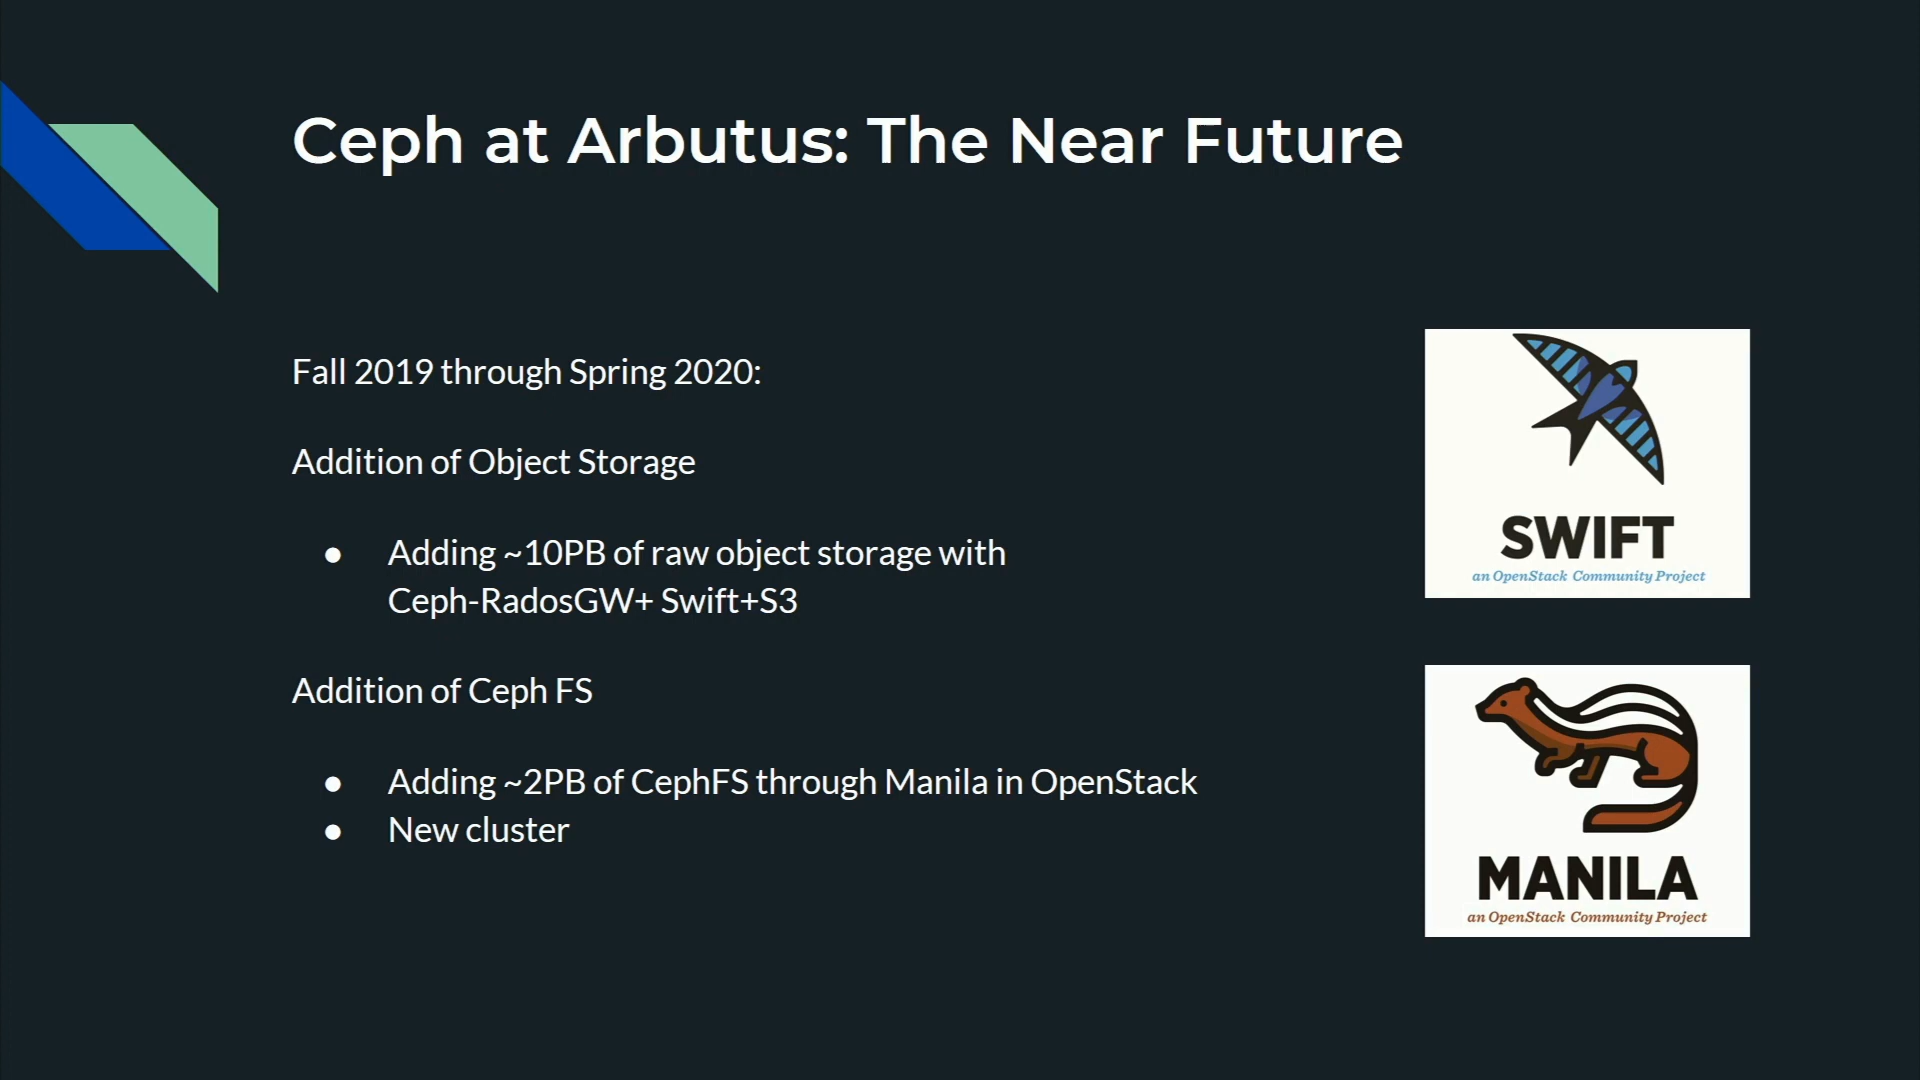 Ceph at Arbutus: The Near Future
Fall 2019 through Spring 2020:
Addition of Object Storage
● Adding ~10PB of raw object storage with
Ceph-RadosGW+ Swift+S3
Addition of Ceph FS
● Adding ~2PB of CephFS through Manila in OpenStack
● New cluster
SWIFT
an OpenStack Community Project
MANILA
an OpenStack Community Project